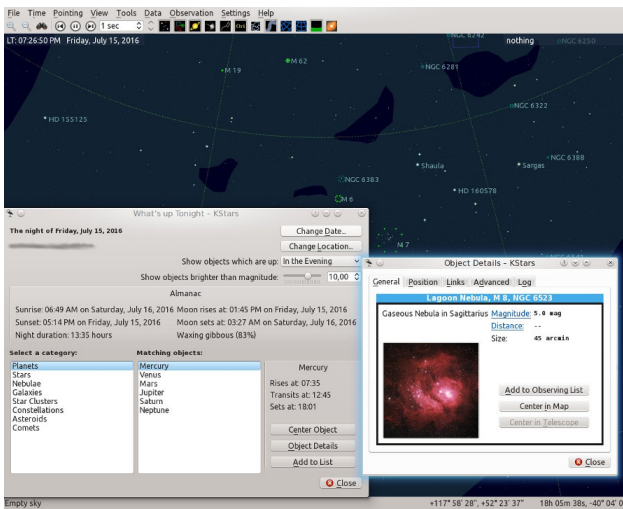 File Time Pointing View Tools Data Observation Settings Help
1 sec
LT: 07:26:50 PM Friday, July 15, 2016
nothing
NGC 6242
NGC 6250
M 62
M 19
NGC 6281
NGC 6322
HD 155125
NGC 6388
Shaula
Sargas
NGC 6383
HD 160578
M 6
M 7
What's up Tonight - KStars
The night of Friday, July 15, 2016
Change Date...
Change Location...
Show objects which are up: In the Evening
Show objects brighter than magnitude: 10,00
Almanac
Sunrise: 06:49 AM on Saturday, July 16, 2016 Moon rises at: 01:45 PM on Friday, July 15, 2016
Sunset: 05:14 PM on Friday, July 15, 2016 Moon sets at: 03:27 AM on Saturday, July 16, 2016
Night duration: 13:35 hours Waxing gibbous (83%)
Select a category: Matching objects:
Planets
Stars
Nebulae
Galaxies
Star Clusters
Constellations
Asteroids
Comets
Mercury
Venus
Mars
Jupiter
Saturn
Neptune
Mercury
Rises at: 07:35
Transits at: 12:45
Sets at: 18:01
Center Object
Object Details
Add to List
Close
Object Details - KStars
General Position Links Advanced Log
Lagoon Nebula, M 8, NGC 6523
Gaseous Nebula in Sagittarius
Magnitude: 5.0 mag
Distance: --
Size: 45 arcmin
Add to Observing List
Center in Map
Center in Telescope
Close
Empty sky
+117° 58' 28", +52° 23' 37" 18h 05m 38s, -40° 04' 0